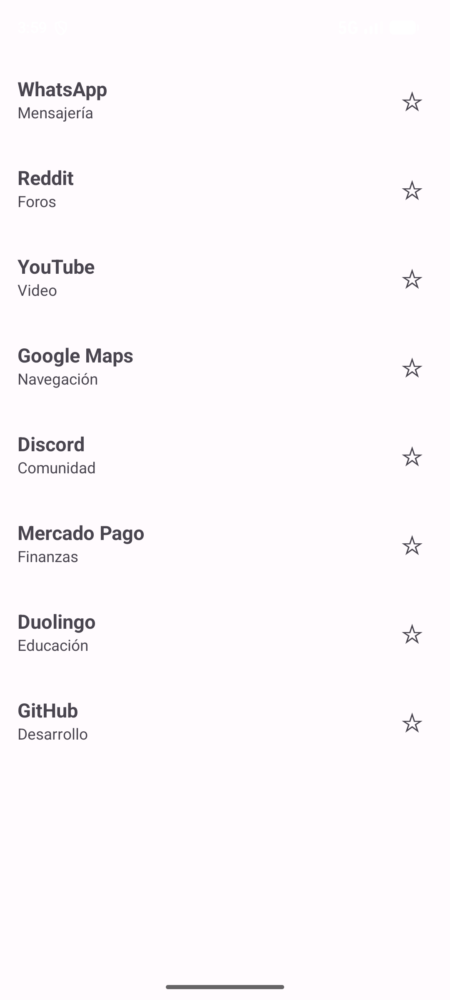 WhatsApp
Mensajería
Reddit
Foros
YouTube
Video
Google Maps
Navegación
Discord
Comunidad
Mercado Pago
Finanzas
Duolingo
Educación
GitHub
Desarrollo